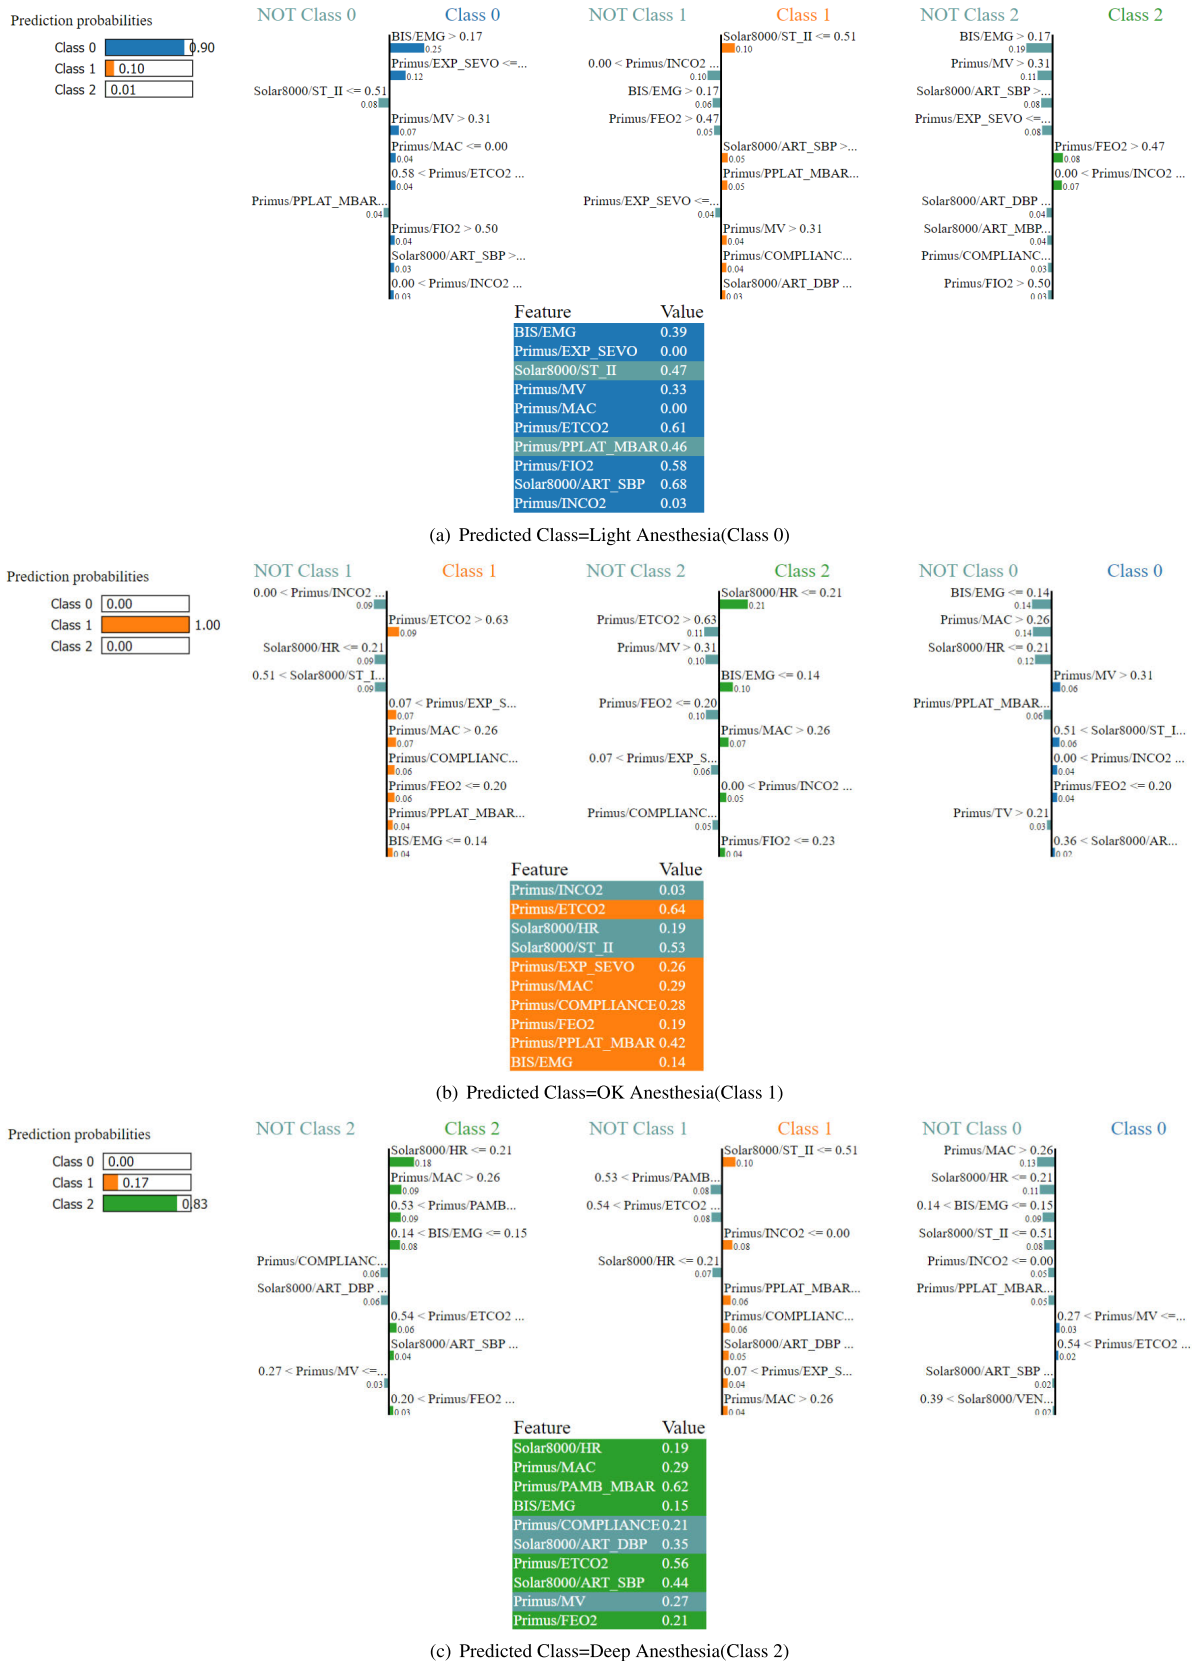 Prediction probabilities
Class 0 0.90
Class 1 0.10
Class 2 0.01
NOT Class 0 Class 0
BIS/EMG > 0.17
0.25
Primus/EXP_SEVO <=...
0.12
Solar8000/ST_II <= 0.51
0.08
Primus/MV > 0.31
0.07
Primus/MAC <= 0.00
0.04
0.58 < Primus/ETCO2 ...
0.04
Primus/PPLAT_MBAR...
0.04
Primus/FIO2 > 0.50
0.04
Solar8000/ART_SBP >...
0.03
0.00 < Primus/INCO2 ...
0.03
NOT Class 1 Class 1
Solar8000/ST_II <= 0.51
0.10
0.00 < Primus/INCO2 ...
0.10
BIS/EMG > 0.17
0.06
Primus/FEO2 > 0.47
0.05
Solar8000/ART_SBP >...
0.05
Primus/PPLAT_MBAR...
0.05
Primus/EXP_SEVO <=...
0.04
Primus/MV > 0.31
0.04
Primus/COMPLIANC...
0.04
Solar8000/ART_DBP ...
0.03
NOT Class 2 Class 2
BIS/EMG > 0.17
0.19
Primus/MV > 0.31
0.11
Solar8000/ART_SBP >...
0.08
Primus/EXP_SEVO <=...
0.08
Primus/FEO2 > 0.47
0.08
0.00 < Primus/INCO2 ...
0.07
Solar8000/ART_DBP ...
0.04
Solar8000/ART_MBP...
0.04
Primus/COMPLIANC...
0.03
Primus/FIO2 > 0.50
0.03
Feature Value
BIS/EMG 0.39
Primus/EXP_SEVO 0.00
Solar8000/ST_II 0.47
Primus/MV 0.33
Primus/MAC 0.00
Primus/ETCO2 0.61
Primus/PPLAT_MBAR 0.46
Primus/FIO2 0.58
Solar8000/ART_SBP 0.68
Primus/INCO2 0.03
(a) Predicted Class=Light Anesthesia(Class 0)
Prediction probabilities
Class 0 0.00
Class 1 1.00
Class 2 0.00
NOT Class 1 Class 1
0.00 < Primus/INCO2 ...
0.09
Primus/ETCO2 > 0.63
0.09
Solar8000/HR <= 0.21
0.09
0.51 < Solar8000/ST_I...
0.09
0.07 < Primus/EXP_S...
0.07
Primus/MAC > 0.26
0.07
Primus/COMPLIANC...
0.06
Primus/FEO2 <= 0.20
0.06
Primus/PPLAT_MBAR...
0.04
BIS/EMG <= 0.14
0.04
NOT Class 2 Class 2
Solar8000/HR <= 0.21
0.21
Primus/ETCO2 > 0.63
0.11
Primus/MV > 0.31
0.10
BIS/EMG <= 0.14
0.10
Primus/FEO2 <= 0.20
0.10
Primus/MAC > 0.26
0.07
0.07 < Primus/EXP_S...
0.06
0.00 < Primus/INCO2 ...
0.05
Primus/COMPLIANC...
0.05
Primus/FIO2 <= 0.23
0.04
NOT Class 0 Class 0
BIS/EMG <= 0.14
0.14
Primus/MAC > 0.26
0.14
Solar8000/HR <= 0.21
0.12
Primus/MV > 0.31
0.06
Primus/PPLAT_MBAR...
0.06
0.51 < Solar8000/ST_I...
0.06
0.00 < Primus/INCO2 ...
0.04
Primus/FEO2 <= 0.20
0.04
Primus/TV > 0.21
0.03
0.36 < Solar8000/AR...
0.02
Feature Value
Primus/INCO2 0.03
Primus/ETCO2 0.64
Solar8000/HR 0.19
Solar8000/ST_II 0.53
Primus/EXP_SEVO 0.26
Primus/MAC 0.29
Primus/COMPLIANCE 0.28
Primus/FEO2 0.19
Primus/PPLAT_MBAR 0.42
BIS/EMG 0.14
(b) Predicted Class=OK Anesthesia(Class 1)
Prediction probabilities
Class 0 0.00
Class 1 0.17
Class 2 0.83
NOT Class 2 Class 2
Solar8000/HR <= 0.21
0.18
Primus/MAC > 0.26
0.09
0.53 < Primus/PAMB...
0.09
0.14 < BIS/EMG <= 0.15
0.08
Primus/COMPLIANC...
0.06
Solar8000/ART_DBP ...
0.06
0.54 < Primus/ETCO2 ...
0.06
Solar8000/ART_SBP ...
0.04
0.27 < Primus/MV <=...
0.03
0.20 < Primus/FEO2 ...
0.03
NOT Class 1 Class 1
Solar8000/ST_II <= 0.51
0.10
0.53 < Primus/PAMB...
0.08
0.54 < Primus/ETCO2 ...
0.08
Primus/INCO2 <= 0.00
0.08
Solar8000/HR <= 0.21
0.07
Primus/PPLAT_MBAR...
0.06
Primus/COMPLIANC...
0.06
Solar8000/ART_DBP ...
0.05
0.07 < Primus/EXP_S...
0.04
Primus/MAC > 0.26
0.04
NOT Class 0 Class 0
Primus/MAC > 0.26
0.13
Solar8000/HR <= 0.21
0.11
0.14 < BIS/EMG <= 0.15
0.09
Solar8000/ST_II <= 0.51
0.08
Primus/INCO2 <= 0.00
0.05
Primus/PPLAT_MBAR...
0.05
0.27 < Primus/MV <=...
0.03
0.54 < Primus/ETCO2 ...
0.02
Solar8000/ART_SBP ...
0.02
0.39 < Solar8000/VEN...
0.02
Feature Value
Solar8000/HR 0.19
Primus/MAC 0.29
Primus/PAMB_MBAR 0.62
BIS/EMG 0.15
Primus/COMPLIANCE 0.21
Solar8000/ART_DBP 0.35
Primus/ETCO2 0.56
Solar8000/ART_SBP 0.44
Primus/MV 0.27
Primus/FEO2 0.21
(c) Predicted Class=Deep Anesthesia(Class 2)